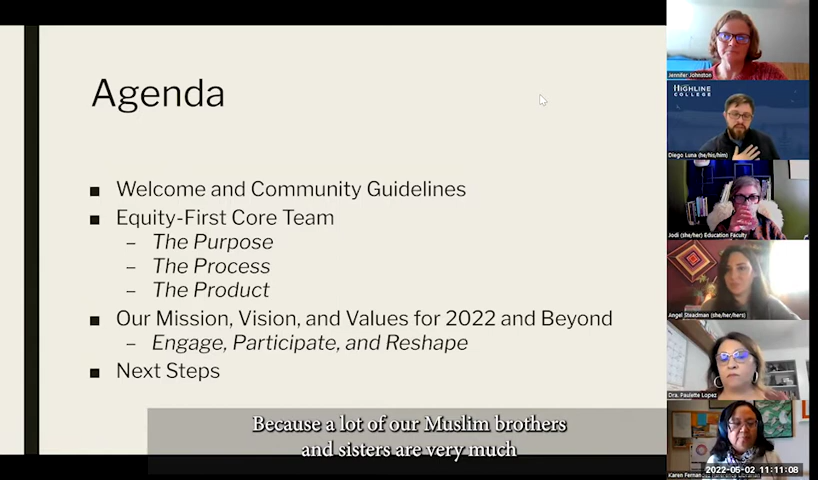 Agenda
■ Welcome and Community Guidelines
■ Equity-First Core Team
– The Purpose
– The Process
– The Product
■ Our Mission, Vision, and Values for 2022 and Beyond
– Engage, Participate, and Reshape
■ Next Steps
Because a lot of our Muslim brothers
and sisters are very much
Jennifer Johnston
HIGHLINE
COLLEGE
Diego Luna (he/his/him)
Jodi (she/her) Education Faculty
Angel Steadman (she/her/hers)
Dra. Paulette Lopez
Karen
2022-05-02 11:11:08